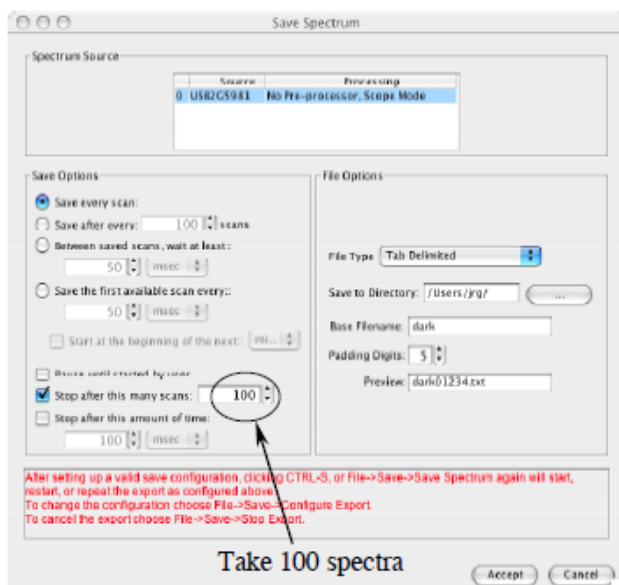 Save Spectrum
Spectrum Source
Source Processing
0 USB2G5981 No Pre-processor, Scope Mode
Save Options
Save every scan:
Save after every: 100 scans
Between saved scans, wait at least::
50 msec
Save the first available scan every::
50 msec
Start at the beginning of the next: mi...
Pause until started by user
Stop after this many scans: 100
Stop after this amount of time:
100 msec
File Options
File Type Tab Delimited
Save to Directory: /Users/jrg/ ...
Base Filename: dark
Padding Digits: 5
Preview: dark01234.txt
After setting up a valid save configuration, clicking CTRL-S, or File->Save->Save Spectrum again will start,
restart, or repeat the export as configured above.
To change the configuration choose File->Save->Configure Export.
To cancel the export choose File->Save->Stop Export.
Take 100 spectra
Accept Cancel